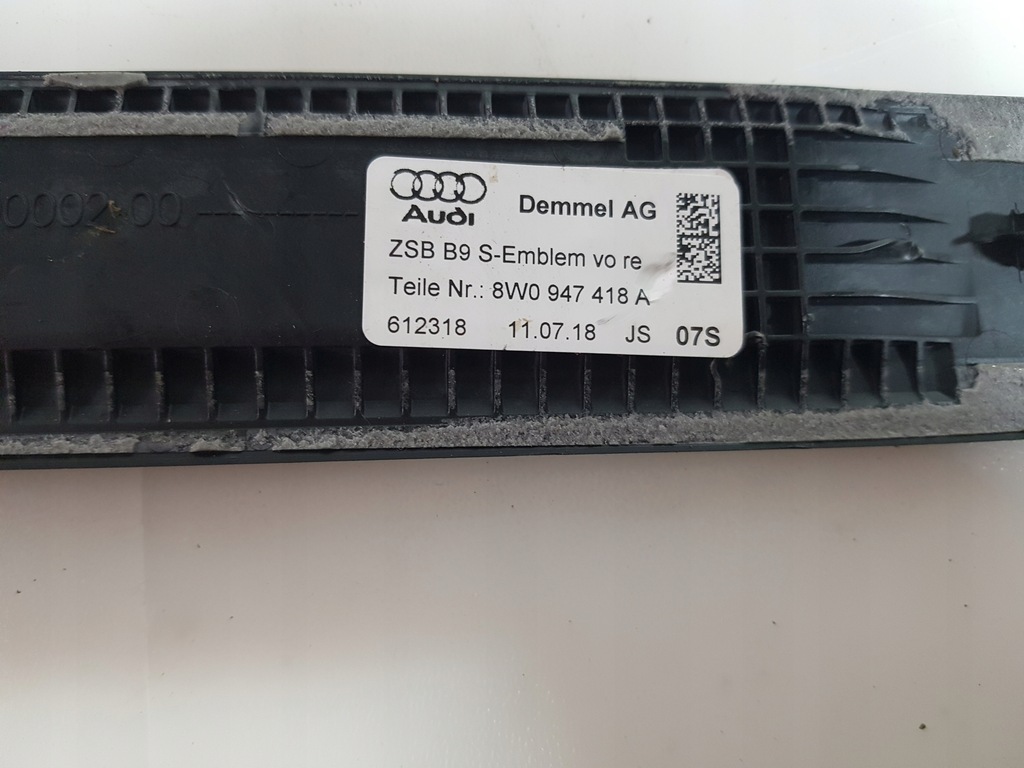 Audi Demmel AG
ZSB B9 S-Emblem vo re
Teile Nr.: 8W0 947 418 A
612318 11.07.18 JS 07S